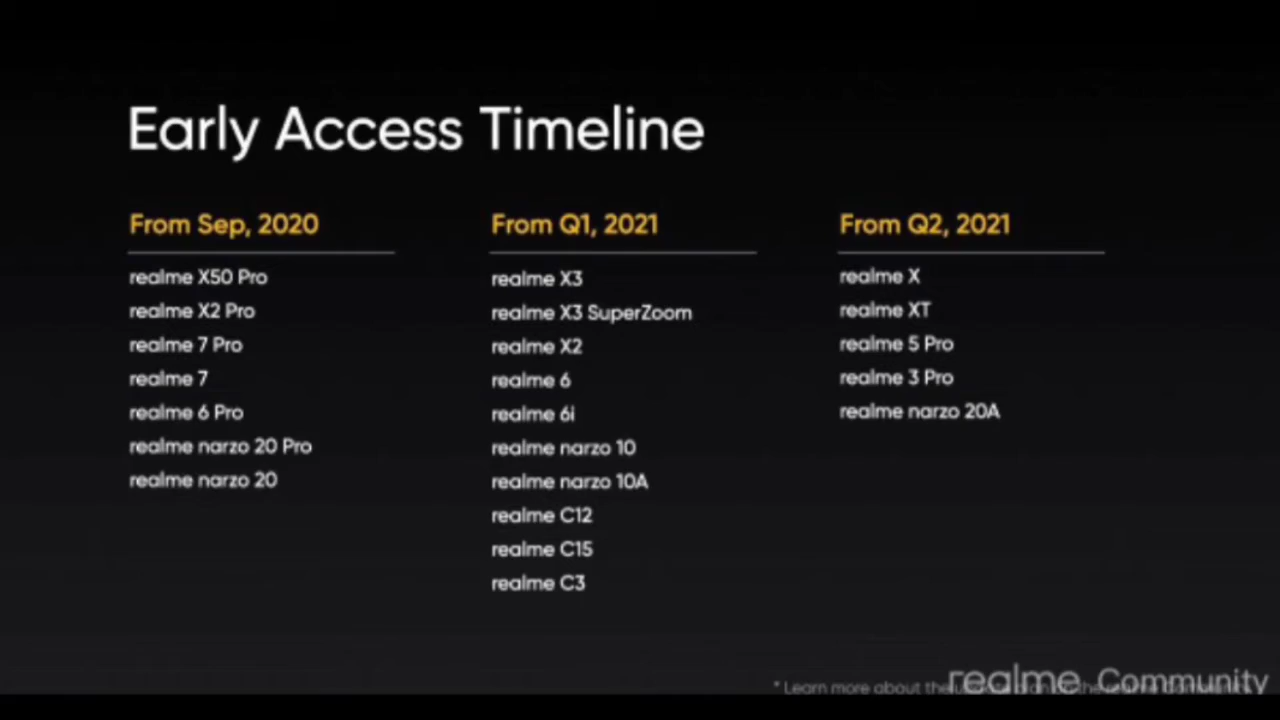 Early Access Timeline
From Sep, 2020
realme X50 Pro
realme X2 Pro
realme 7 Pro
realme 7
realme 6 Pro
realme narzo 20 Pro
realme narzo 20
From Q1, 2021
realme X3
realme X3 SuperZoom
realme X2
realme 6
realme 6i
realme narzo 10
realme narzo 10A
realme C12
realme C15
realme C3
From Q2, 2021
realme X
realme XT
realme 5 Pro
realme 3 Pro
realme narzo 20A
* Learn more about the
realme Community